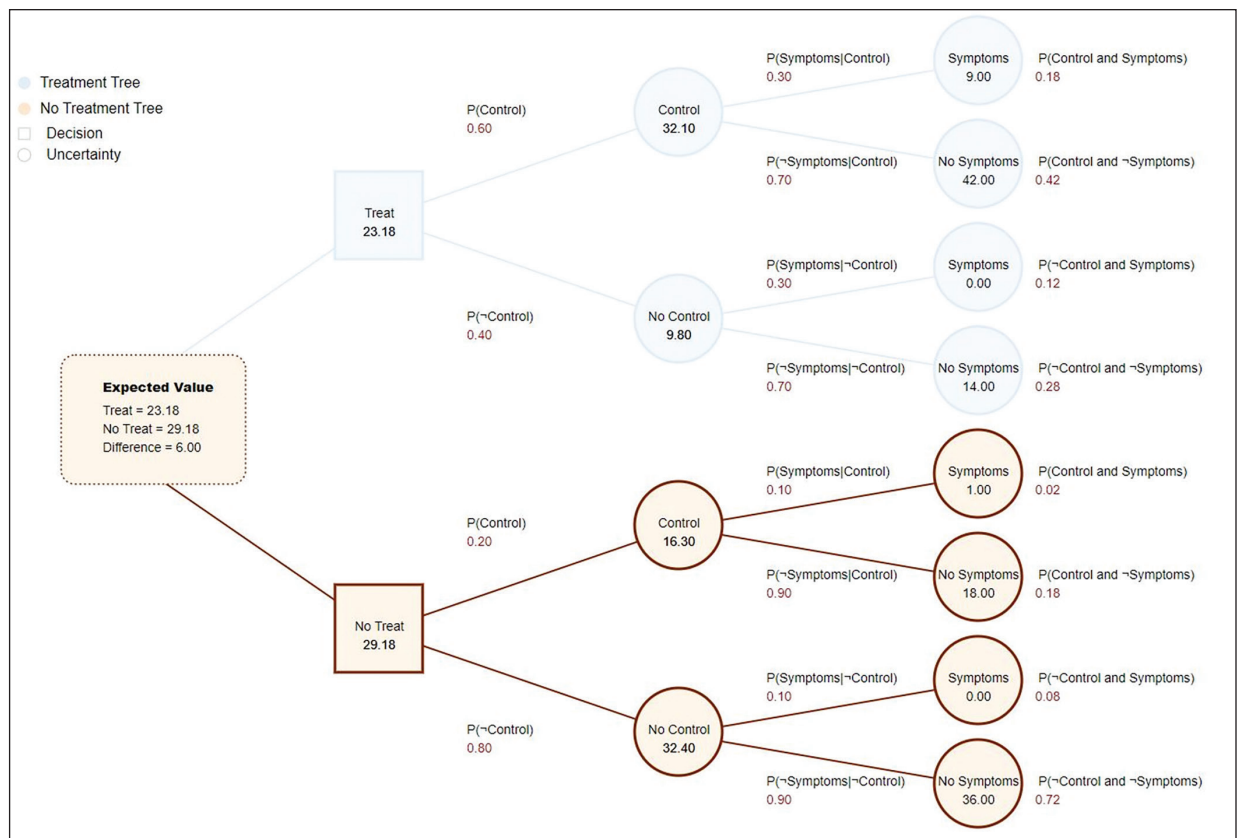 Treatment Tree
No Treatment Tree
Decision
Uncertainty
P(Control)
0.60
Treat
23.18
P(¬Control)
0.40
Control
32.10
No Control
9.80
P(Symptoms|Control)
0.30
P(¬Symptoms|Control)
0.70
P(Symptoms|¬Control)
0.30
P(¬Symptoms|¬Control)
0.70
Symptoms
9.00
No Symptoms
42.00
Symptoms
0.00
No Symptoms
14.00
P(Control and Symptoms)
0.18
P(Control and ¬Symptoms)
0.42
P(¬Control and Symptoms)
0.12
P(¬Control and ¬Symptoms)
0.28
Expected Value
Treat = 23.18
No Treat = 29.18
Difference = 6.00
P(Control)
0.20
No Treat
29.18
P(¬Control)
0.80
Control
16.30
No Control
32.40
P(Symptoms|Control)
0.10
P(¬Symptoms|Control)
0.90
P(Symptoms|¬Control)
0.10
P(¬Symptoms|¬Control)
0.90
Symptoms
1.00
No Symptoms
18.00
Symptoms
0.00
No Symptoms
36.00
P(Control and Symptoms)
0.02
P(Control and ¬Symptoms)
0.18
P(¬Control and Symptoms)
0.08
P(¬Control and ¬Symptoms)
0.72